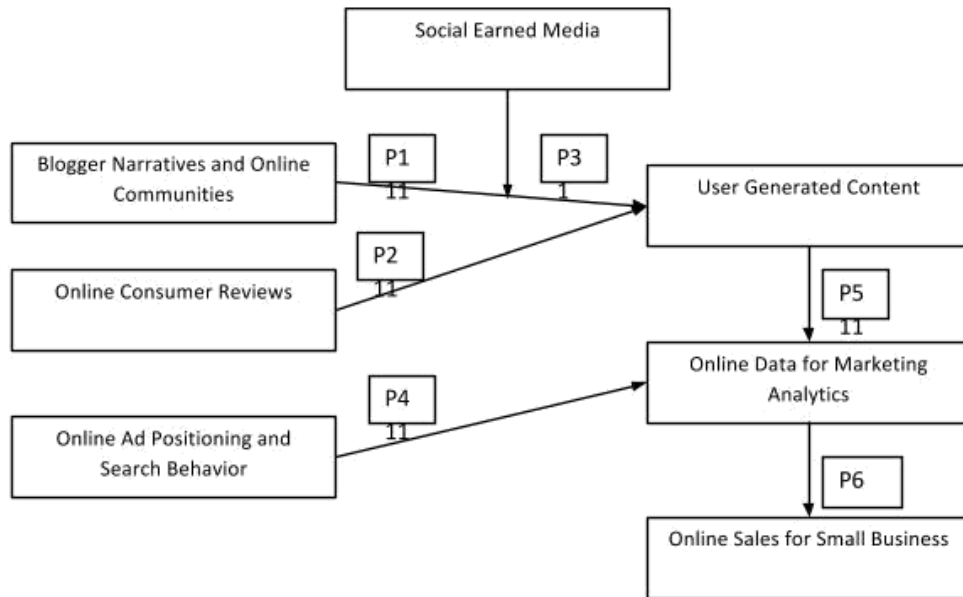 Social Earned Media
Blogger Narratives and Online
Communities
P1
11
P3
1
User Generated Content
P2
11
Online Consumer Reviews
P5
11
Online Data for Marketing
Analytics
P4
11
Online Ad Positioning and
Search Behavior
P6
Online Sales for Small Business